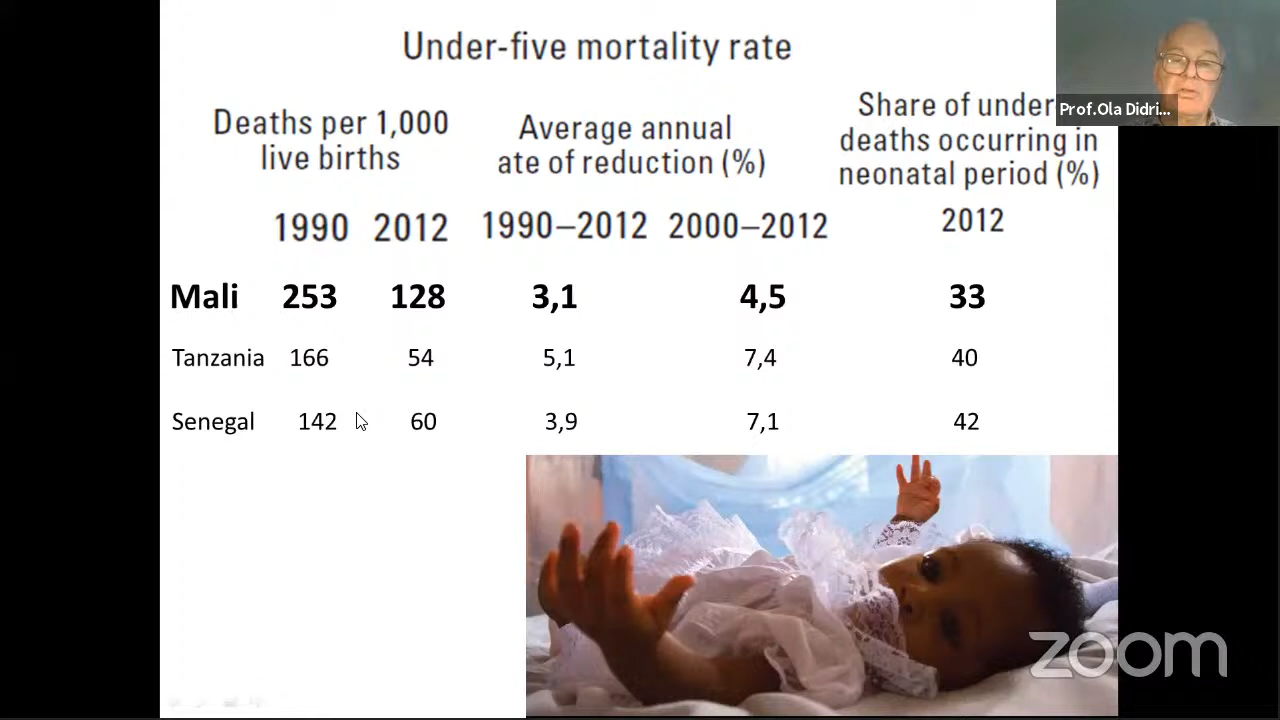 Under-five mortality rate
Prof.Ola Didri...
Deaths per 1,000
live births
Average annual
ate of reduction (%)
Share of under
deaths occurring in
neonatal period (%)
1990 2012 1990–2012 2000–2012 2012
Mali 253 128 3,1 4,5 33
Tanzania 166 54 5,1 7,4 40
Senegal 142 60 3,9 7,1 42
zoom